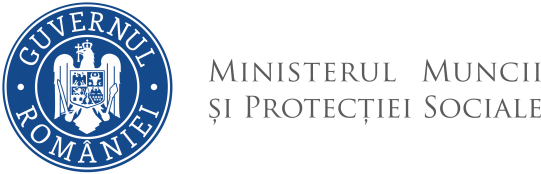 GUVERNUL
ROMÂNIEI
MINISTERUL MUNCII
ȘI PROTECȚIEI SOCIALE